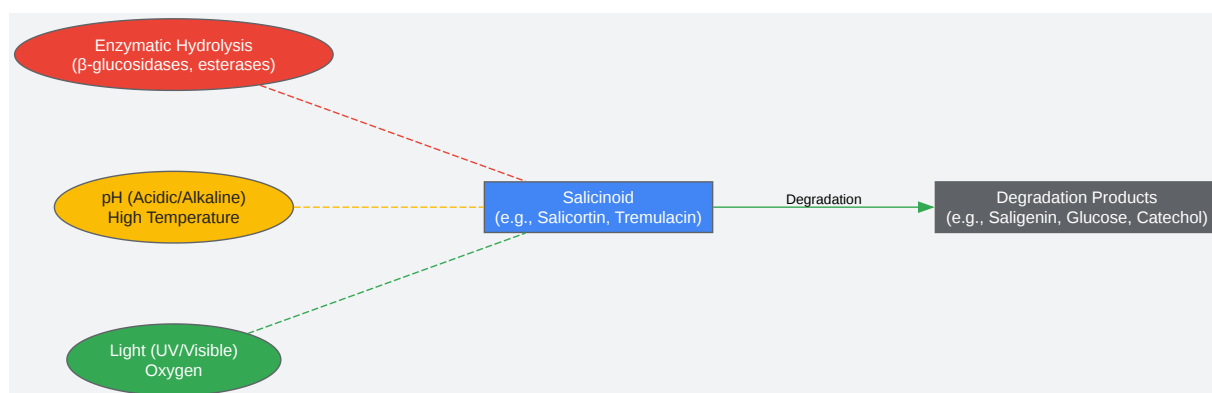 Enzymatic Hydrolysis
(β-glucosidases, esterases)
pH (Acidic/Alkaline)
High Temperature
Salicinoid
(e.g., Salicortin, Tremulacin)
Degradation
Degradation Products
(e.g., Saligenin, Glucose, Catechol)
Light (UV/Visible)
Oxygen